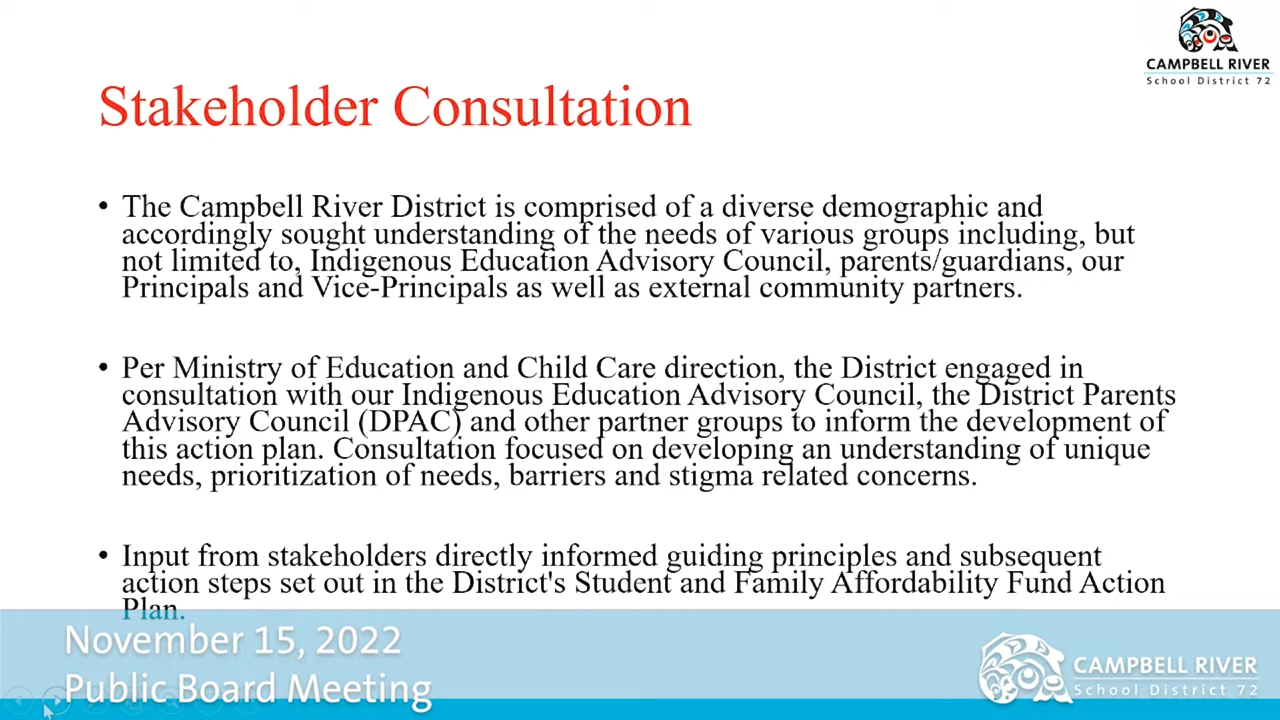 CAMPBELL RIVER
School District 72
Stakeholder Consultation
• The Campbell River District is comprised of a diverse demographic and
accordingly sought understanding of the needs of various groups including, but
not limited to, Indigenous Education Advisory Council, parents/guardians, our
Principals and Vice-Principals as well as external community partners.
• Per Ministry of Education and Child Care direction, the District engaged in
consultation with our Indigenous Education Advisory Council, the District Parents
Advisory Council (DPAC) and other partner groups to inform the development of
this action plan. Consultation focused on developing an understanding of unique
needs, prioritization of needs, barriers and stigma related concerns.
• Input from stakeholders directly informed guiding principles and subsequent
action steps set out in the District's Student and Family Affordability Fund Action
Plan.
November 15, 2022
Public Board Meeting
CAMPBELL RIVER
School District 72